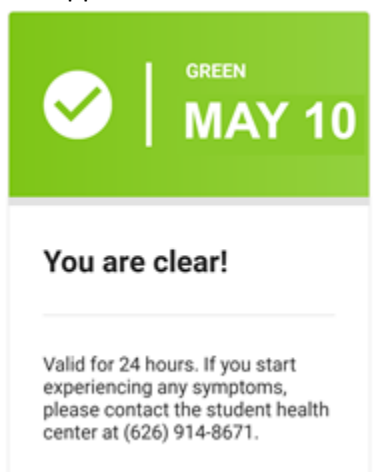 GREEN
MAY 10
You are clear!
Valid for 24 hours. If you start
experiencing any symptoms,
please contact the student health
center at (626) 914-8671.